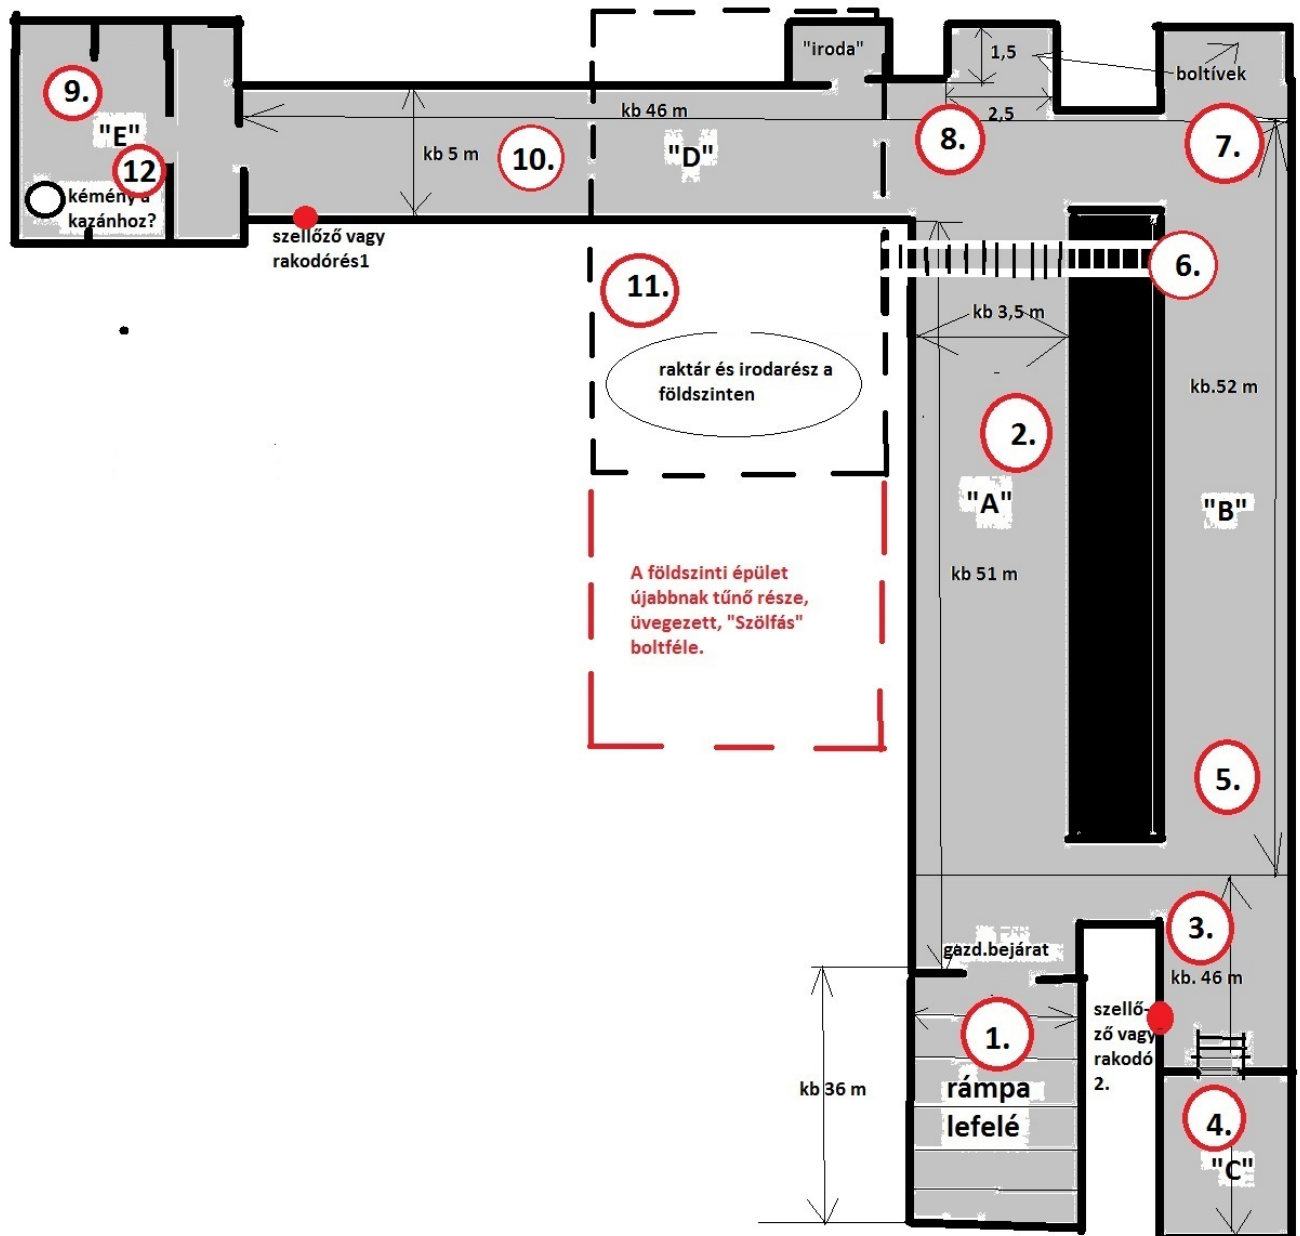 "iroda"
1,5
boltívek
9.
"E"
kb 46 m
2,5
8.
7.
12
kb 5 m
10.
"D"
kémény a
kazánhoz?
szellőző vagy
rakodórés1
11.
6.
kb 3,5 m
raktár és irodarész a
földszinten
kb.52 m
2.
"A"
"B"
kb 51 m
A földszinti épület
újabbnak tűnő része,
üvegezett, "Szölfás"
boltféle.
5.
3.
gazd.bejárat
kb. 46 m
szellő-
ző vagy
rakodó
2.
1.
kb 36 m
rámpa
lefelé
4.
"C"